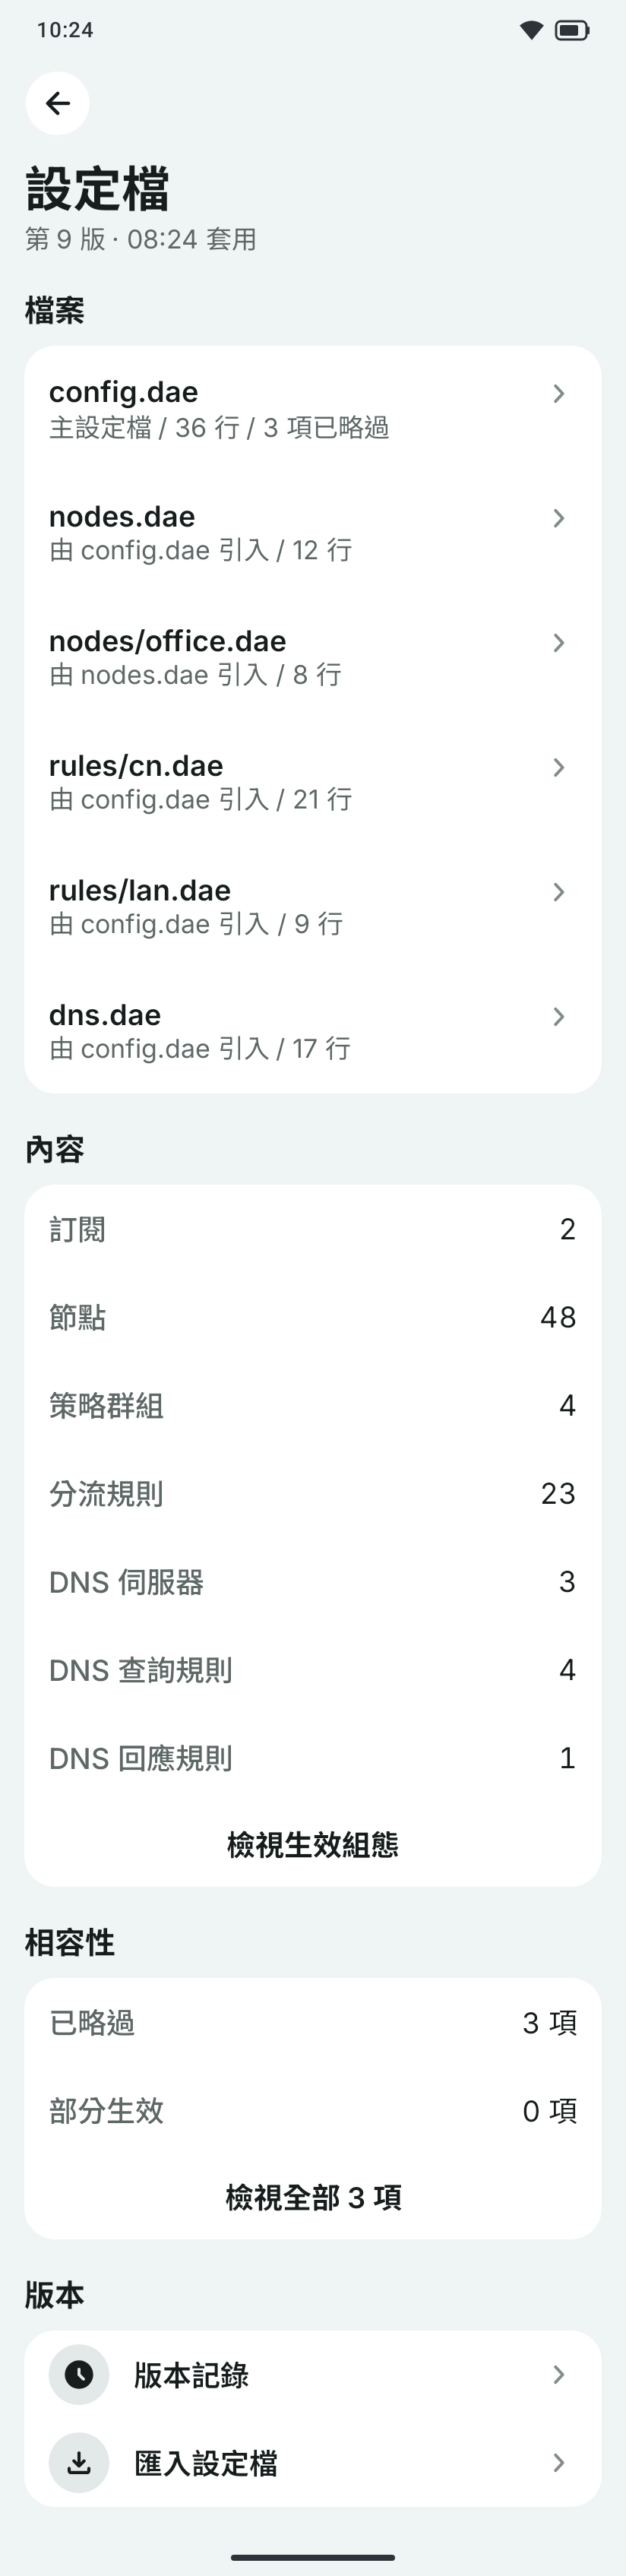 10:24
設定檔
第 9 版 · 08:24 套用
檔案
config.dae
主設定檔 / 36 行 / 3 項已略過
nodes.dae
由 config.dae 引入 / 12 行
nodes/office.dae
由 nodes.dae 引入 / 8 行
rules/cn.dae
由 config.dae 引入 / 21 行
rules/lan.dae
由 config.dae 引入 / 9 行
dns.dae
由 config.dae 引入 / 17 行
內容
訂閱 2
節點 48
策略群組 4
分流規則 23
DNS 伺服器 3
DNS 查詢規則 4
DNS 回應規則 1
檢視生效組態
相容性
已略過 3 項
部分生效 0 項
檢視全部 3 項
版本
版本記錄
匯入設定檔